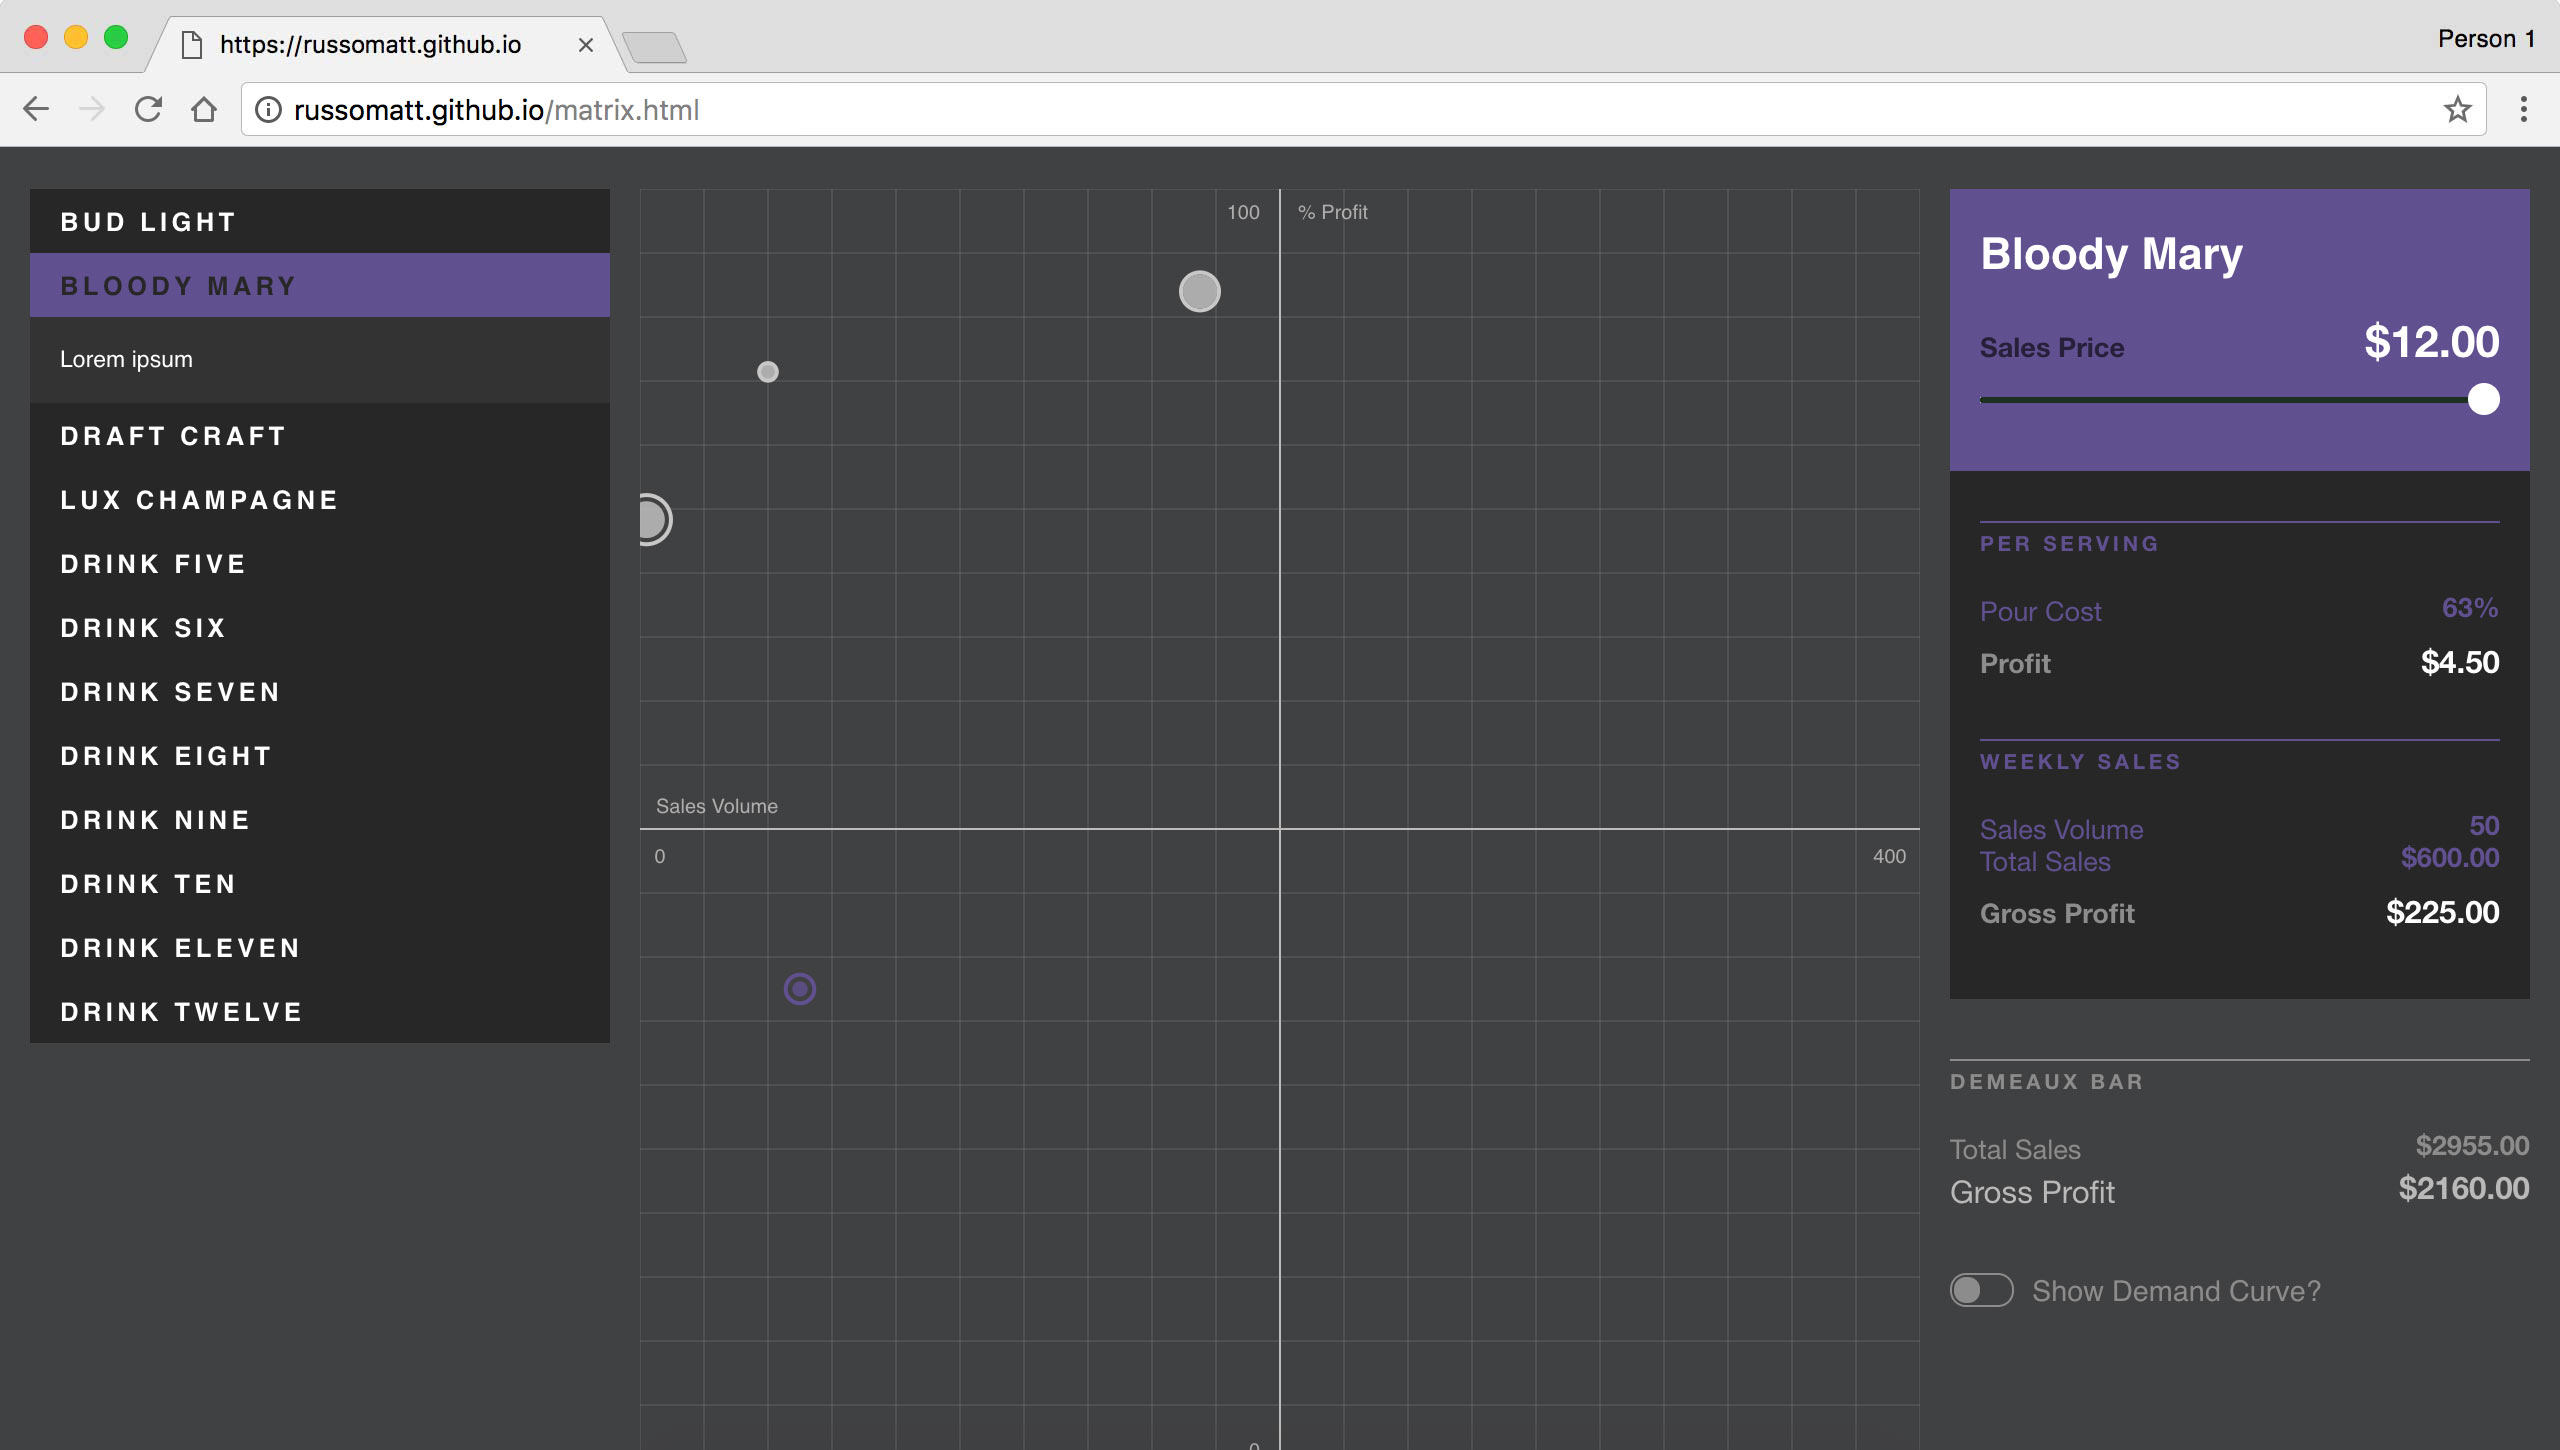 https://russomatt.github.io
Person 1
russomatt.github.io/matrix.html
BUD LIGHT
BLOODY MARY
Lorem ipsum
DRAFT CRAFT
LUX CHAMPAGNE
DRINK FIVE
DRINK SIX
DRINK SEVEN
DRINK EIGHT
DRINK NINE
DRINK TEN
DRINK ELEVEN
DRINK TWELVE
100 % Profit
Sales Volume
0 400
0
Bloody Mary
Sales Price $12.00
PER SERVING
Pour Cost 63%
Profit $4.50
WEEKLY SALES
Sales Volume 50
Total Sales $600.00
Gross Profit $225.00
DEMEAUX BAR
Total Sales $2955.00
Gross Profit $2160.00
Show Demand Curve?